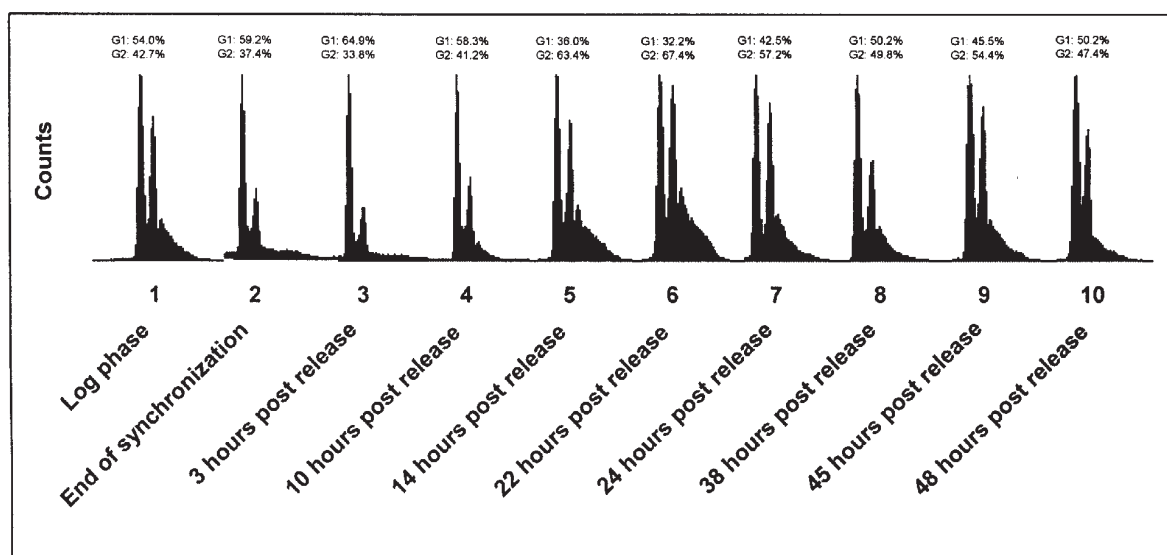 G1: 54.0% G1: 59.2% G1: 64.9% G1: 58.3% G1: 36.0% G1: 32.2% G1: 42.5% G1: 50.2% G1: 45.5% G1: 50.2%
G2: 42.7% G2: 37.4% G2: 33.8% G2: 41.2% G2: 63.4% G2: 67.4% G2: 57.2% G2: 49.8% G2: 54.4% G2: 47.4%
Counts
1 2 3 4 5 6 7 8 9 10
Log phase
End of synchronization
3 hours post release
10 hours post release
14 hours post release
22 hours post release
24 hours post release
38 hours post release
45 hours post release
48 hours post release